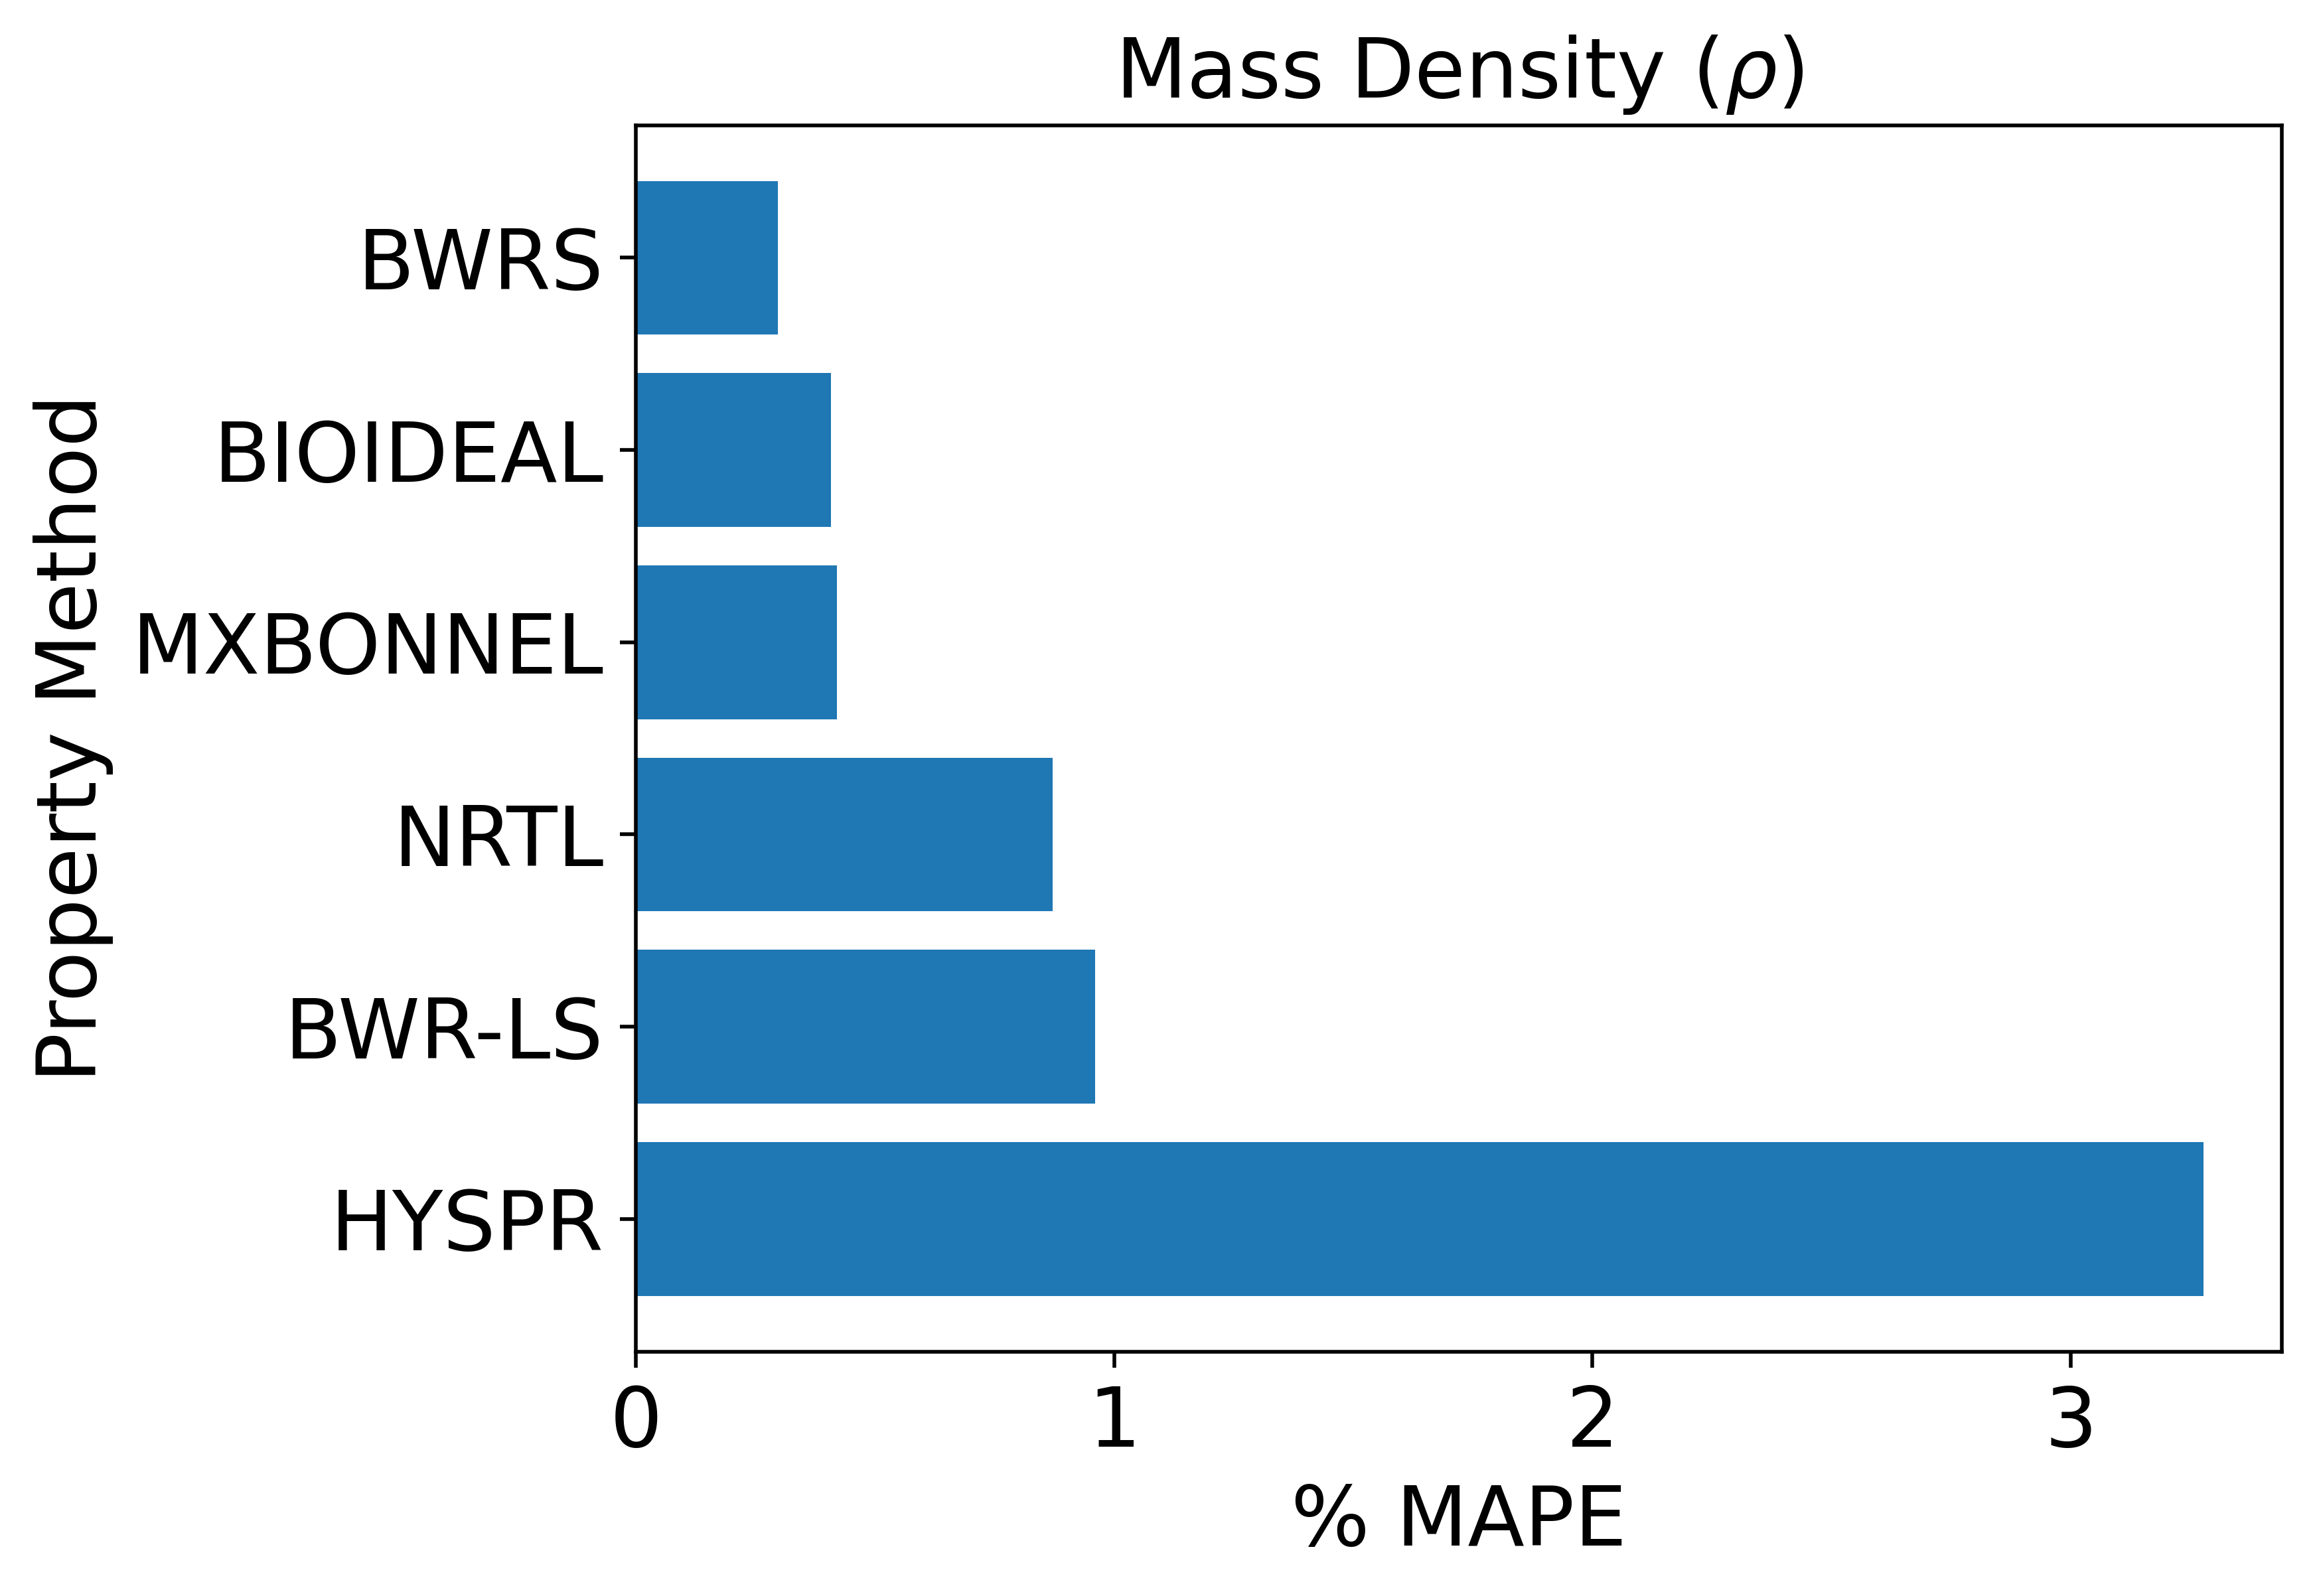 Mass Density (ρ)
Property Method
BWRS
BIOIDEAL
MXBONNEL
NRTL
BWR-LS
HYSPR
0 1 2 3
% MAPE